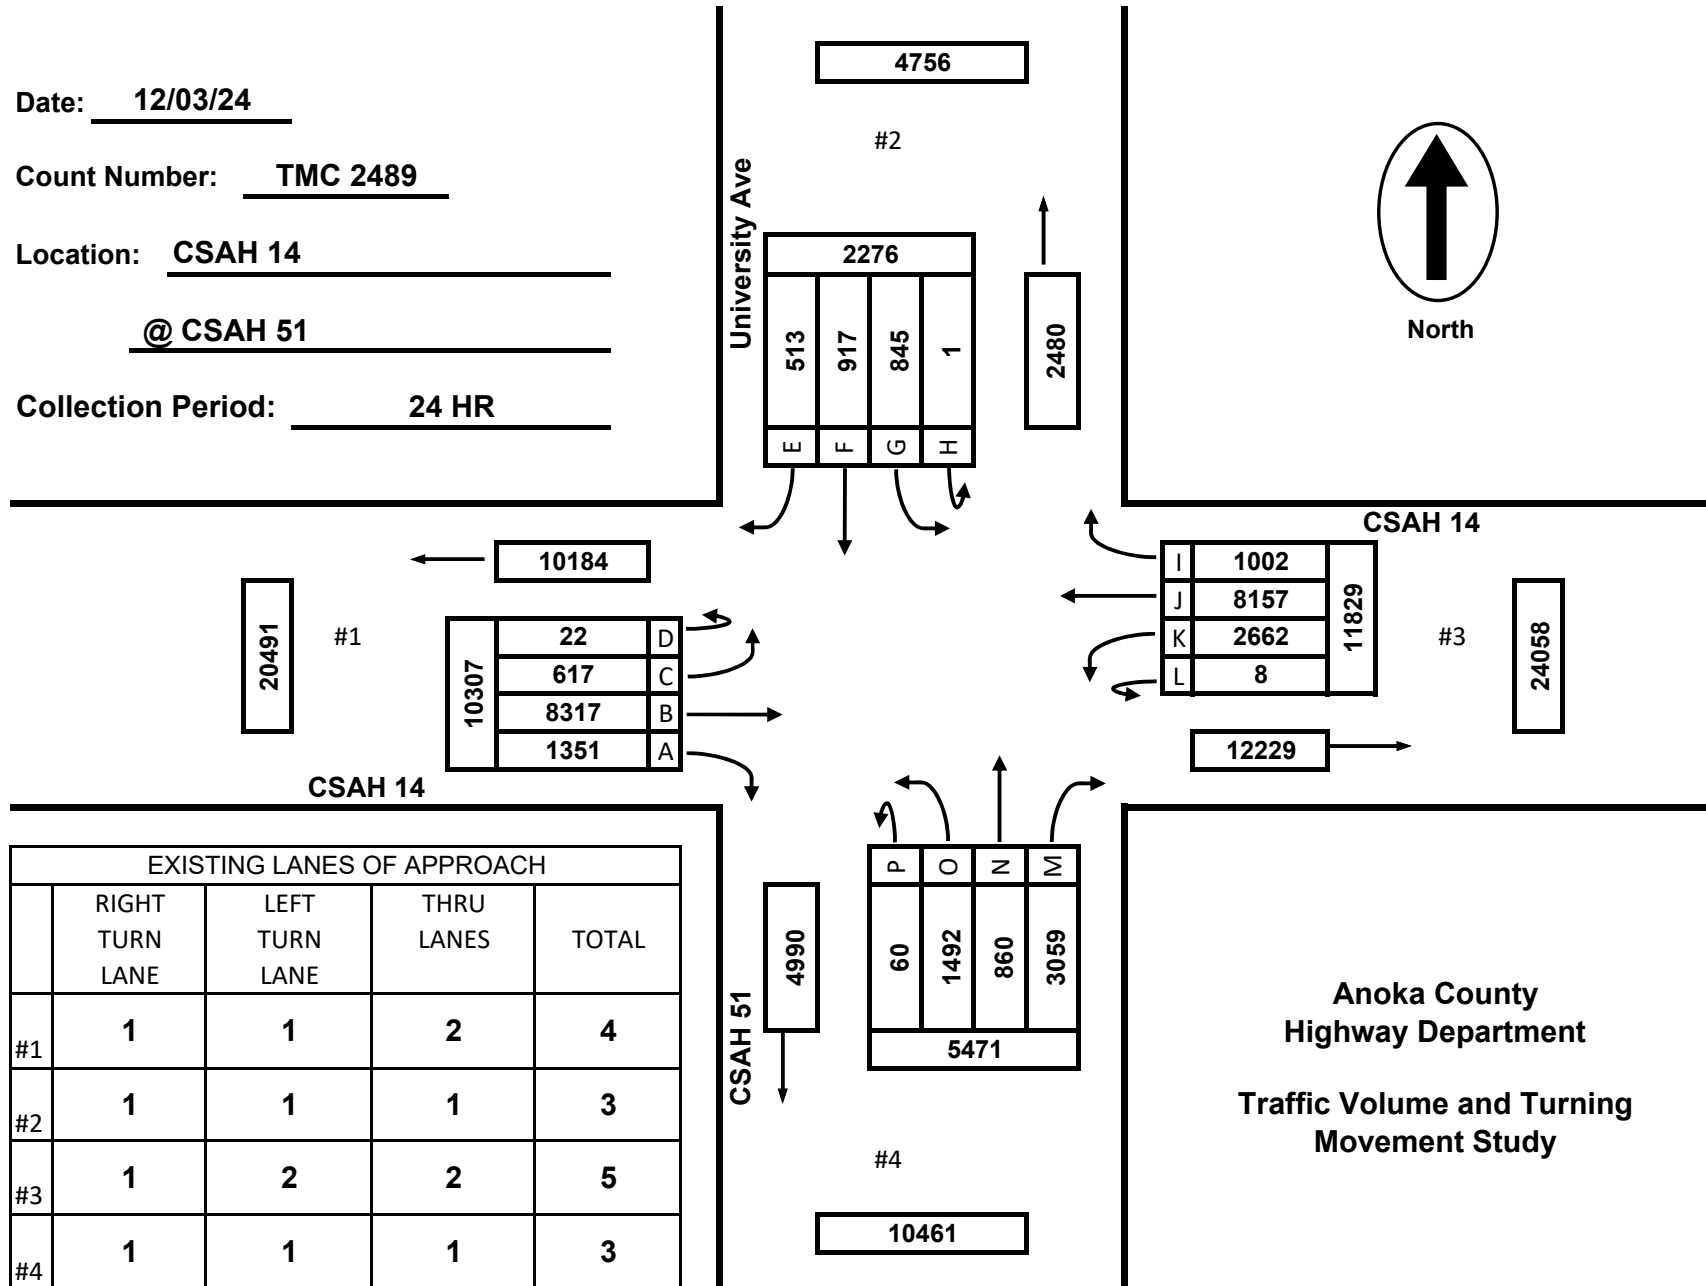 Date: 12/03/24
Count Number: TMC 2489
Location: CSAH 14
@ CSAH 51
Collection Period: 24 HR
4756
#2
University Ave
2276
513 917 845 1
E F G H
2480
North
CSAH 14
10184
20491
#1
10307
22 D
617 C
8317 B
1351 A
CSAH 14
I 1002
J 8157
K 2662
L 8
11829
#3
24058
12229
EXISTING LANES OF APPROACH
RIGHT TURN LANE LEFT TURN LANE THRU LANES TOTAL
#1 1 1 2 4
#2 1 1 1 3
#3 1 2 2 5
#4 1 1 1 3
CSAH 51
4990
P O N M
60 1492 860 3059
5471
#4
10461
Anoka County
Highway Department
Traffic Volume and Turning
Movement Study